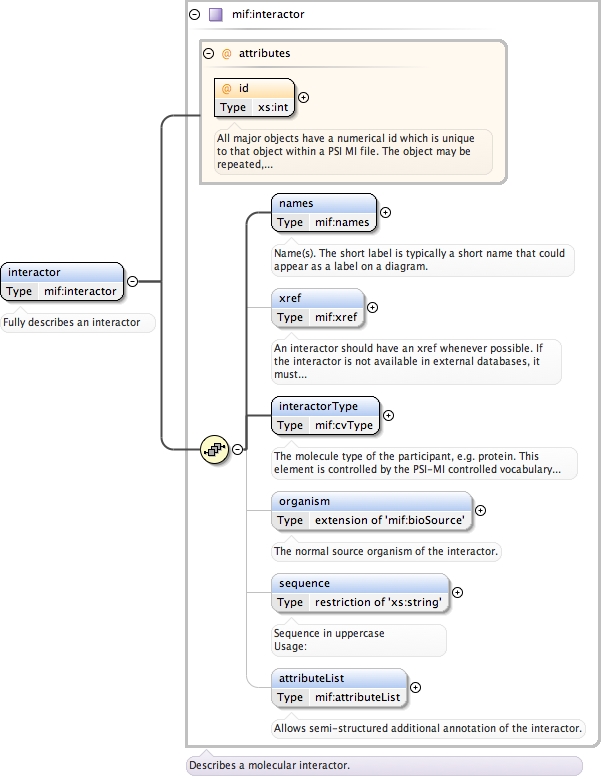 mif:interactor
@ attributes
@ id
Type xs:int
All major objects have a numerical id which is unique
to that object within a PSI MI file. The object may be
repeated,...
names
Type mif:names
Name(s). The short label is typically a short name that could
appear as a label on a diagram.
interactor
Type mif:interactor
Fully describes an interactor
xref
Type mif:xref
An interactor should have an xref whenever possible. If
the interactor is not available in external databases, it
must...
interactorType
Type mif:cvType
The molecule type of the participant, e.g. protein. This
element is controlled by the PSI-MI controlled vocabulary...
organism
Type extension of 'mif:bioSource'
The normal source organism of the interactor.
sequence
Type restriction of 'xs:string'
Sequence in uppercase
Usage:
attributeList
Type mif:attributeList
Allows semi-structured additional annotation of the interactor.
Describes a molecular interactor.